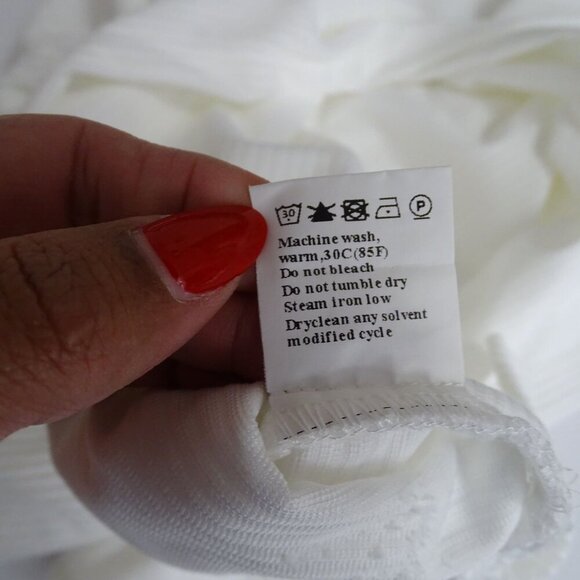 30 P
Machine wash,
warm,30C(85F)
Do not bleach
Do not tumble dry
Steam iron low
Dryclean any solvent
modified cycle